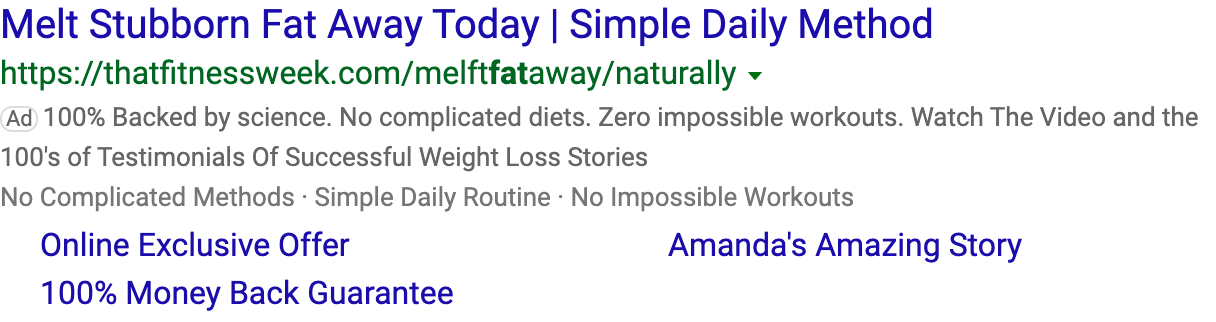 Melt Stubborn Fat Away Today | Simple Daily Method
https://thatfitnessweek.com/melftfataway/naturally
Ad 100% Backed by science. No complicated diets. Zero impossible workouts. Watch The Video and the
100's of Testimonials Of Successful Weight Loss Stories
No Complicated Methods · Simple Daily Routine · No Impossible Workouts
Online Exclusive Offer Amanda's Amazing Story
100% Money Back Guarantee